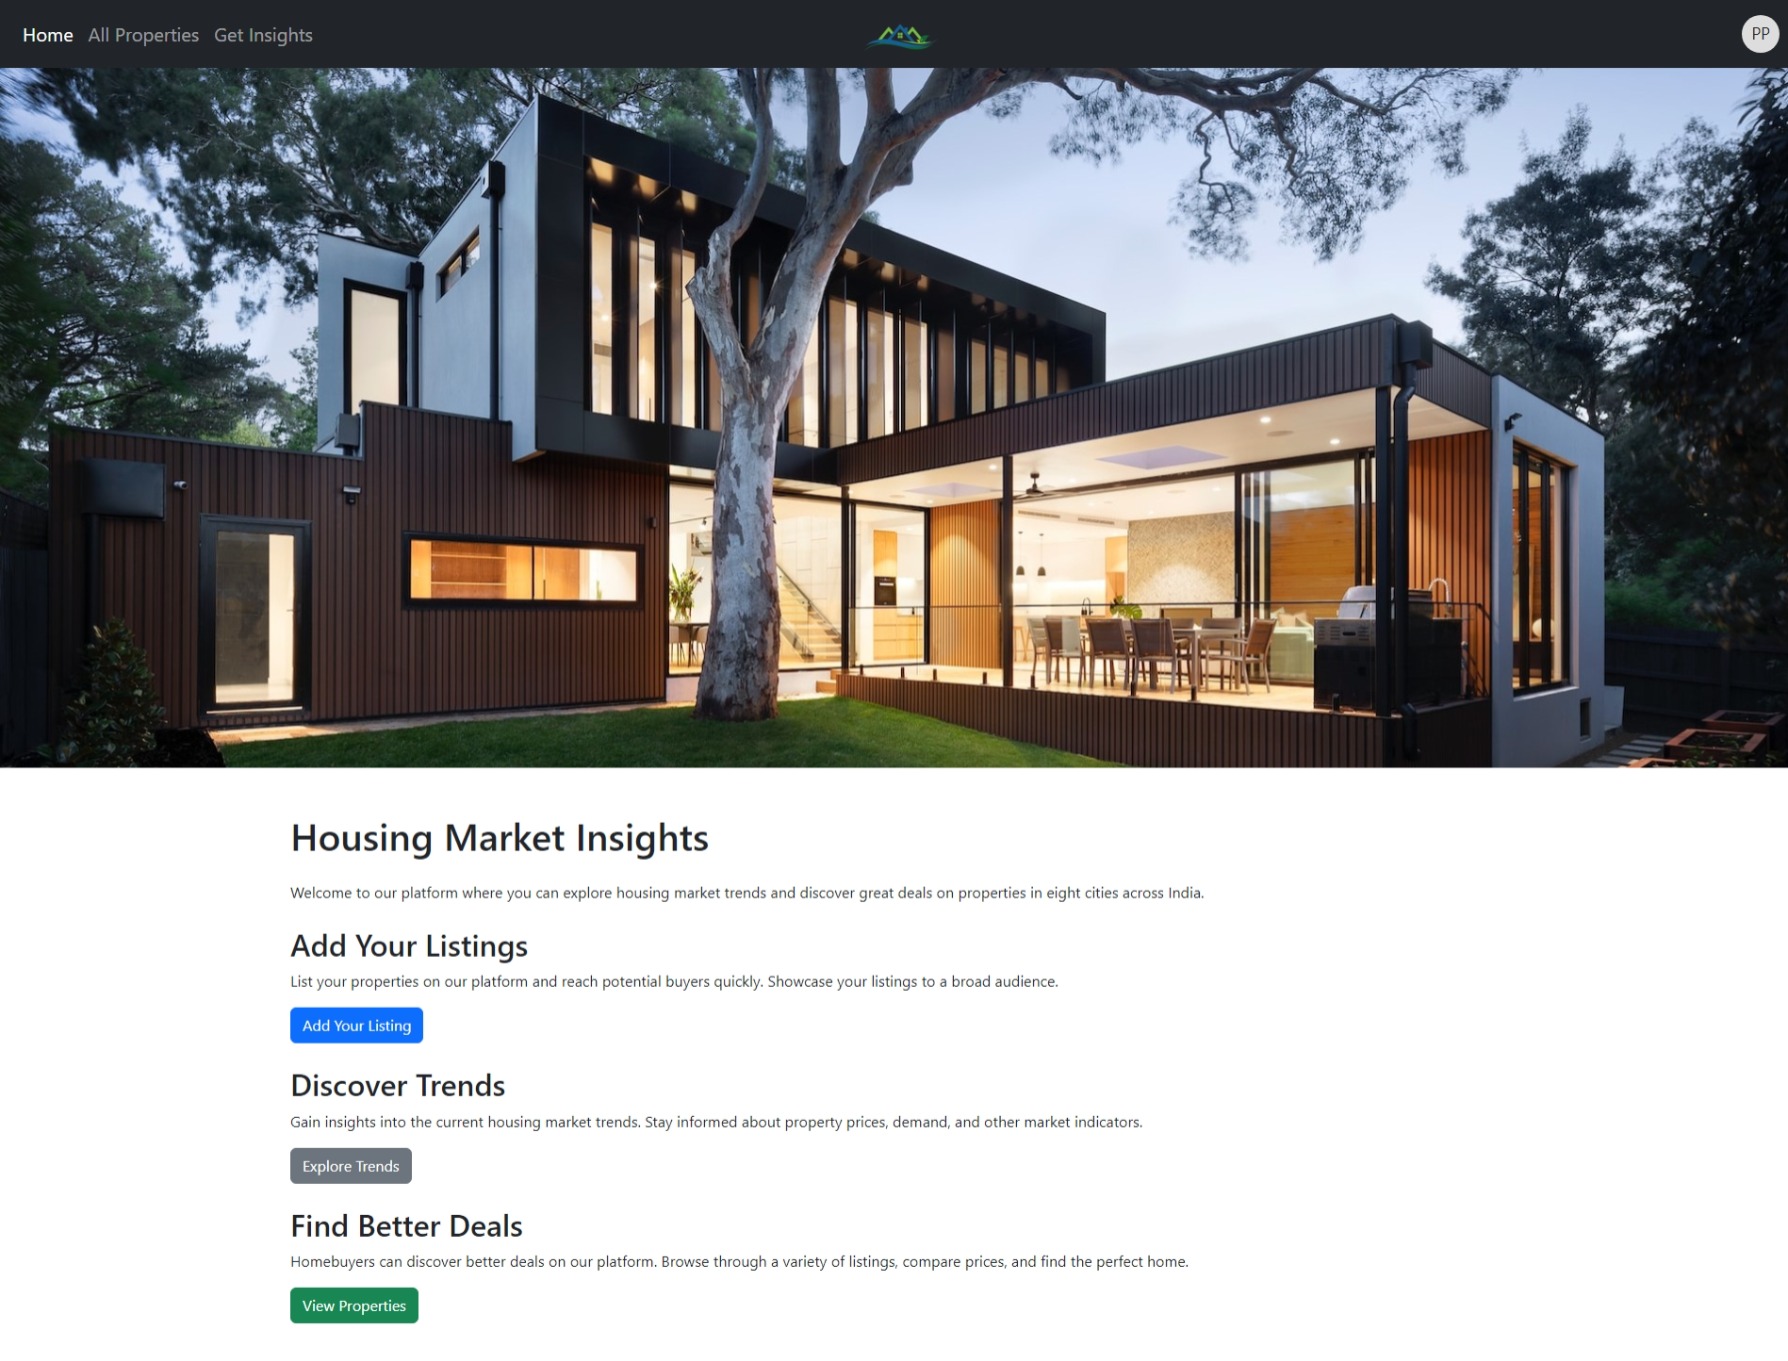 Home All Properties Get Insights
PP
Housing Market Insights
Welcome to our platform where you can explore housing market trends and discover great deals on properties in eight cities across India.
Add Your Listings
List your properties on our platform and reach potential buyers quickly. Showcase your listings to a broad audience.
Add Your Listing
Discover Trends
Gain insights into the current housing market trends. Stay informed about property prices, demand, and other market indicators.
Explore Trends
Find Better Deals
Homebuyers can discover better deals on our platform. Browse through a variety of listings, compare prices, and find the perfect home.
View Properties